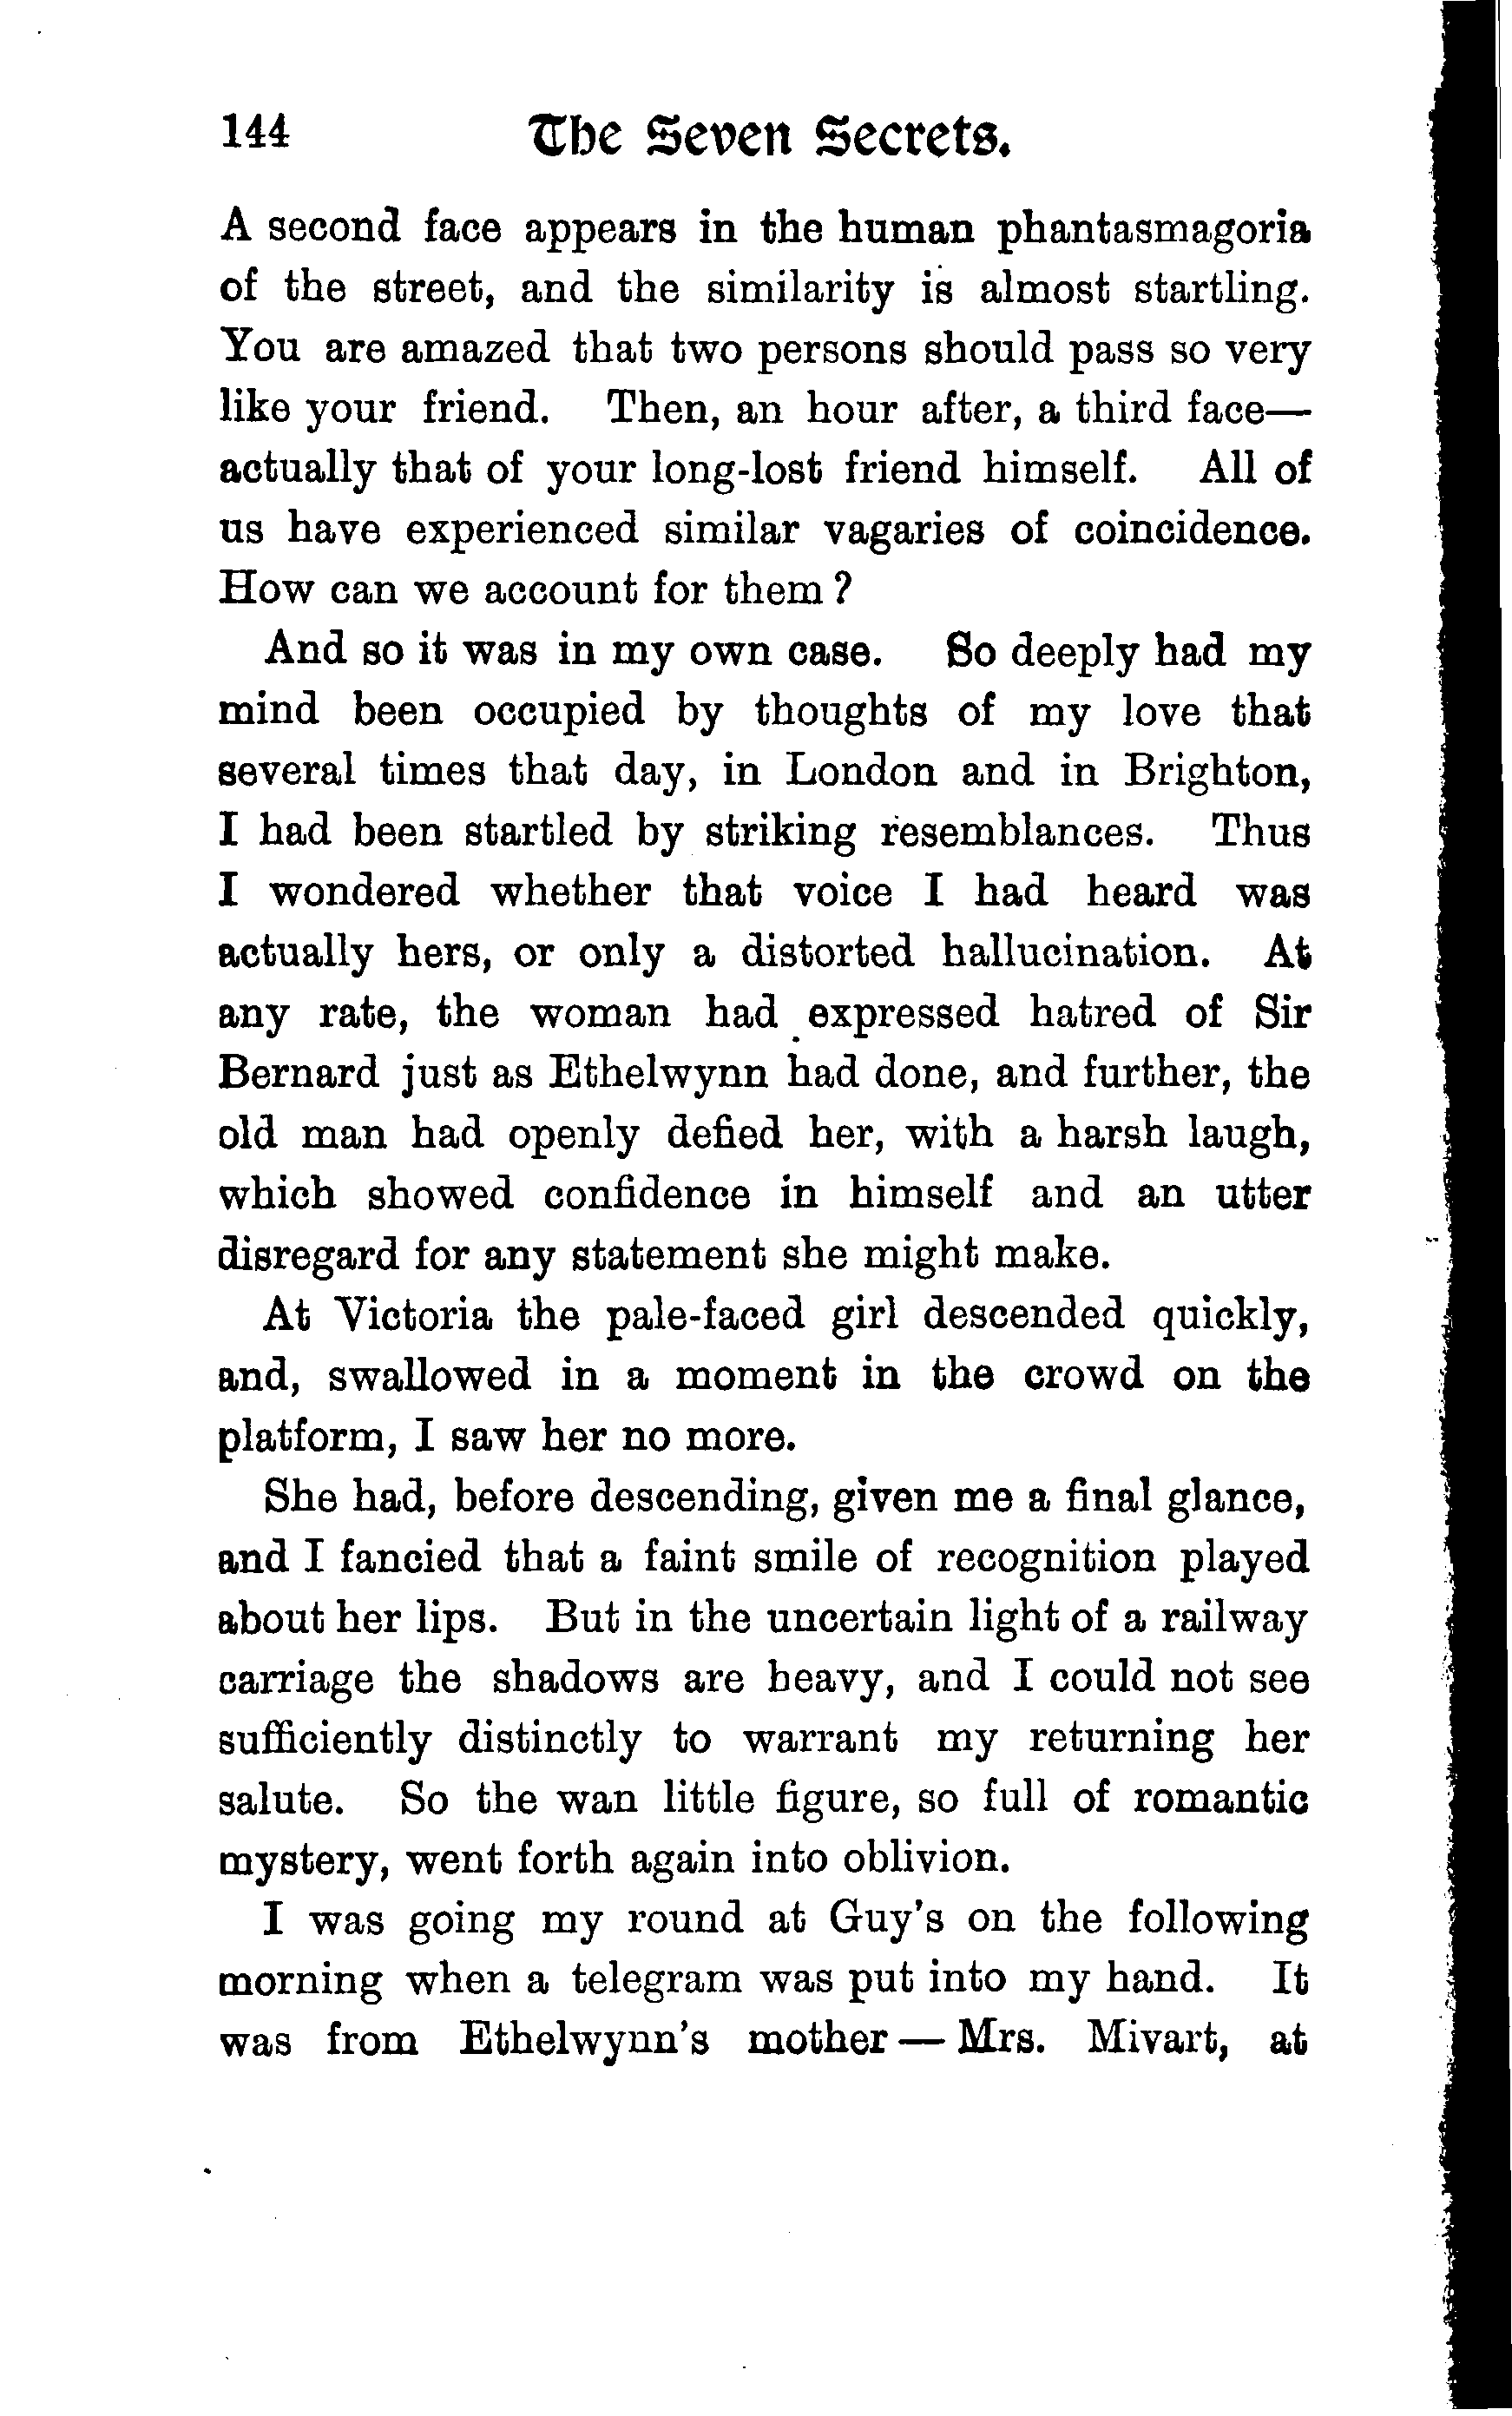 144 The Seven Secrets.
A second face appears in the human phantasmagoria
of the street, and the similarity is almost startling.
You are amazed that two persons should pass so very
like your friend. Then, an hour after, a third face—
actually that of your long-lost friend himself. All of
us have experienced similar vagaries of coincidence.
How can we account for them ?
And so it was in my own case. So deeply had my
mind been occupied by thoughts of my love that
several times that day, in London and in Brighton,
I had been startled by striking resemblances. Thus
I wondered whether that voice I had heard was
actually hers, or only a distorted hallucination. At
any rate, the woman had expressed hatred of Sir
Bernard just as Ethelwynn had done, and further, the
old man had openly defied her, with a harsh laugh,
which showed confidence in himself and an utter
disregard for any statement she might make.
At Victoria the pale-faced girl descended quickly,
and, swallowed in a moment in the crowd on the
platform, I saw her no more.
She had, before descending, given me a final glance,
and I fancied that a faint smile of recognition played
about her lips. But in the uncertain light of a railway
carriage the shadows are heavy, and I could not see
sufficiently distinctly to warrant my returning her
salute. So the wan little figure, so full of romantic
mystery, went forth again into oblivion.
I was going my round at Guy's on the following
morning when a telegram was put into my hand. It
was from Ethelwynn's mother — Mrs. Mivart, at